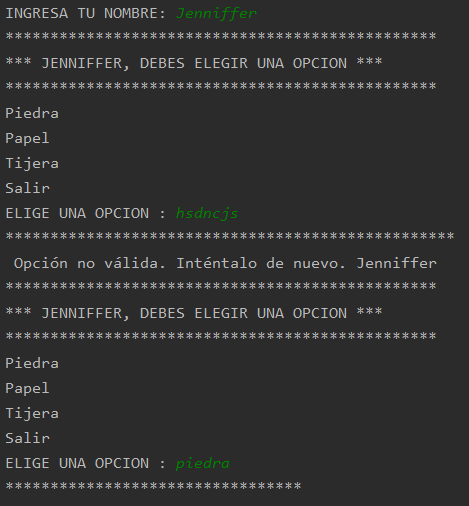 INGRESA TU NOMBRE: Jenniffer
************************************************
*** JENNIFFER, DEBES ELEGIR UNA OPCION ***
************************************************
Piedra
Papel
Tijera
Salir
ELIGE UNA OPCION : hsdncjs
**************************************************
 Opción no válida. Inténtalo de nuevo. Jenniffer
************************************************
*** JENNIFFER, DEBES ELEGIR UNA OPCION ***
************************************************
Piedra
Papel
Tijera
Salir
ELIGE UNA OPCION : piedra
*********************************